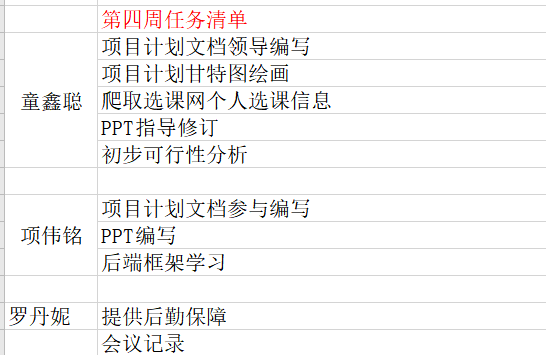 第四周任务清单
项目计划文档领导编写
项目计划甘特图绘画
童鑫聪 爬取选课网个人选课信息
PPT指导修订
初步可行性分析
项目计划文档参与编写
项伟铭 PPT编写
后端框架学习
罗丹妮 提供后勤保障
会议记录